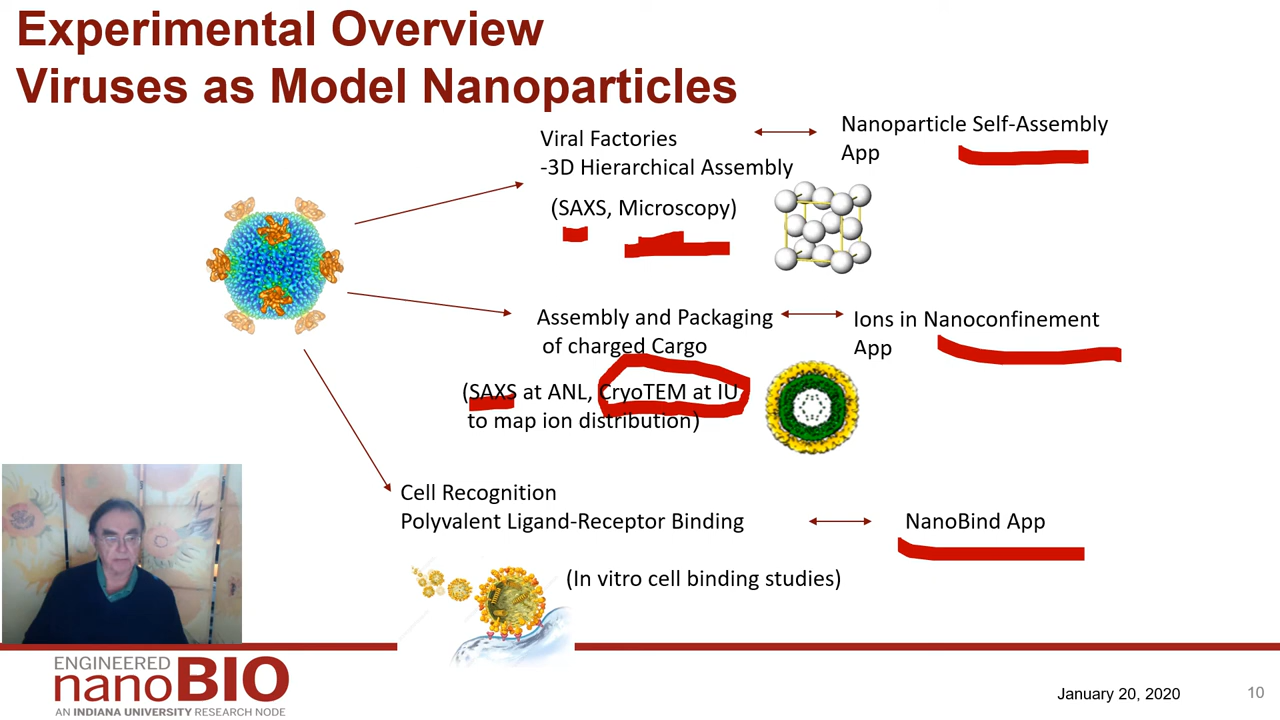 Experimental Overview
Viruses as Model Nanoparticles
Viral Factories
-3D Hierarchical Assembly
(SAXS, Microscopy)
Nanoparticle Self-Assembly
App
Assembly and Packaging
of charged Cargo
(SAXS at ANL, CryoTEM at IU
to map ion distribution)
Ions in Nanoconfinement
App
Cell Recognition
Polyvalent Ligand-Receptor Binding
(In vitro cell binding studies)
NanoBind App
ENGINEERED
nanoBIO
AN INDIANA UNIVERSITY RESEARCH NODE
January 20, 2020
10